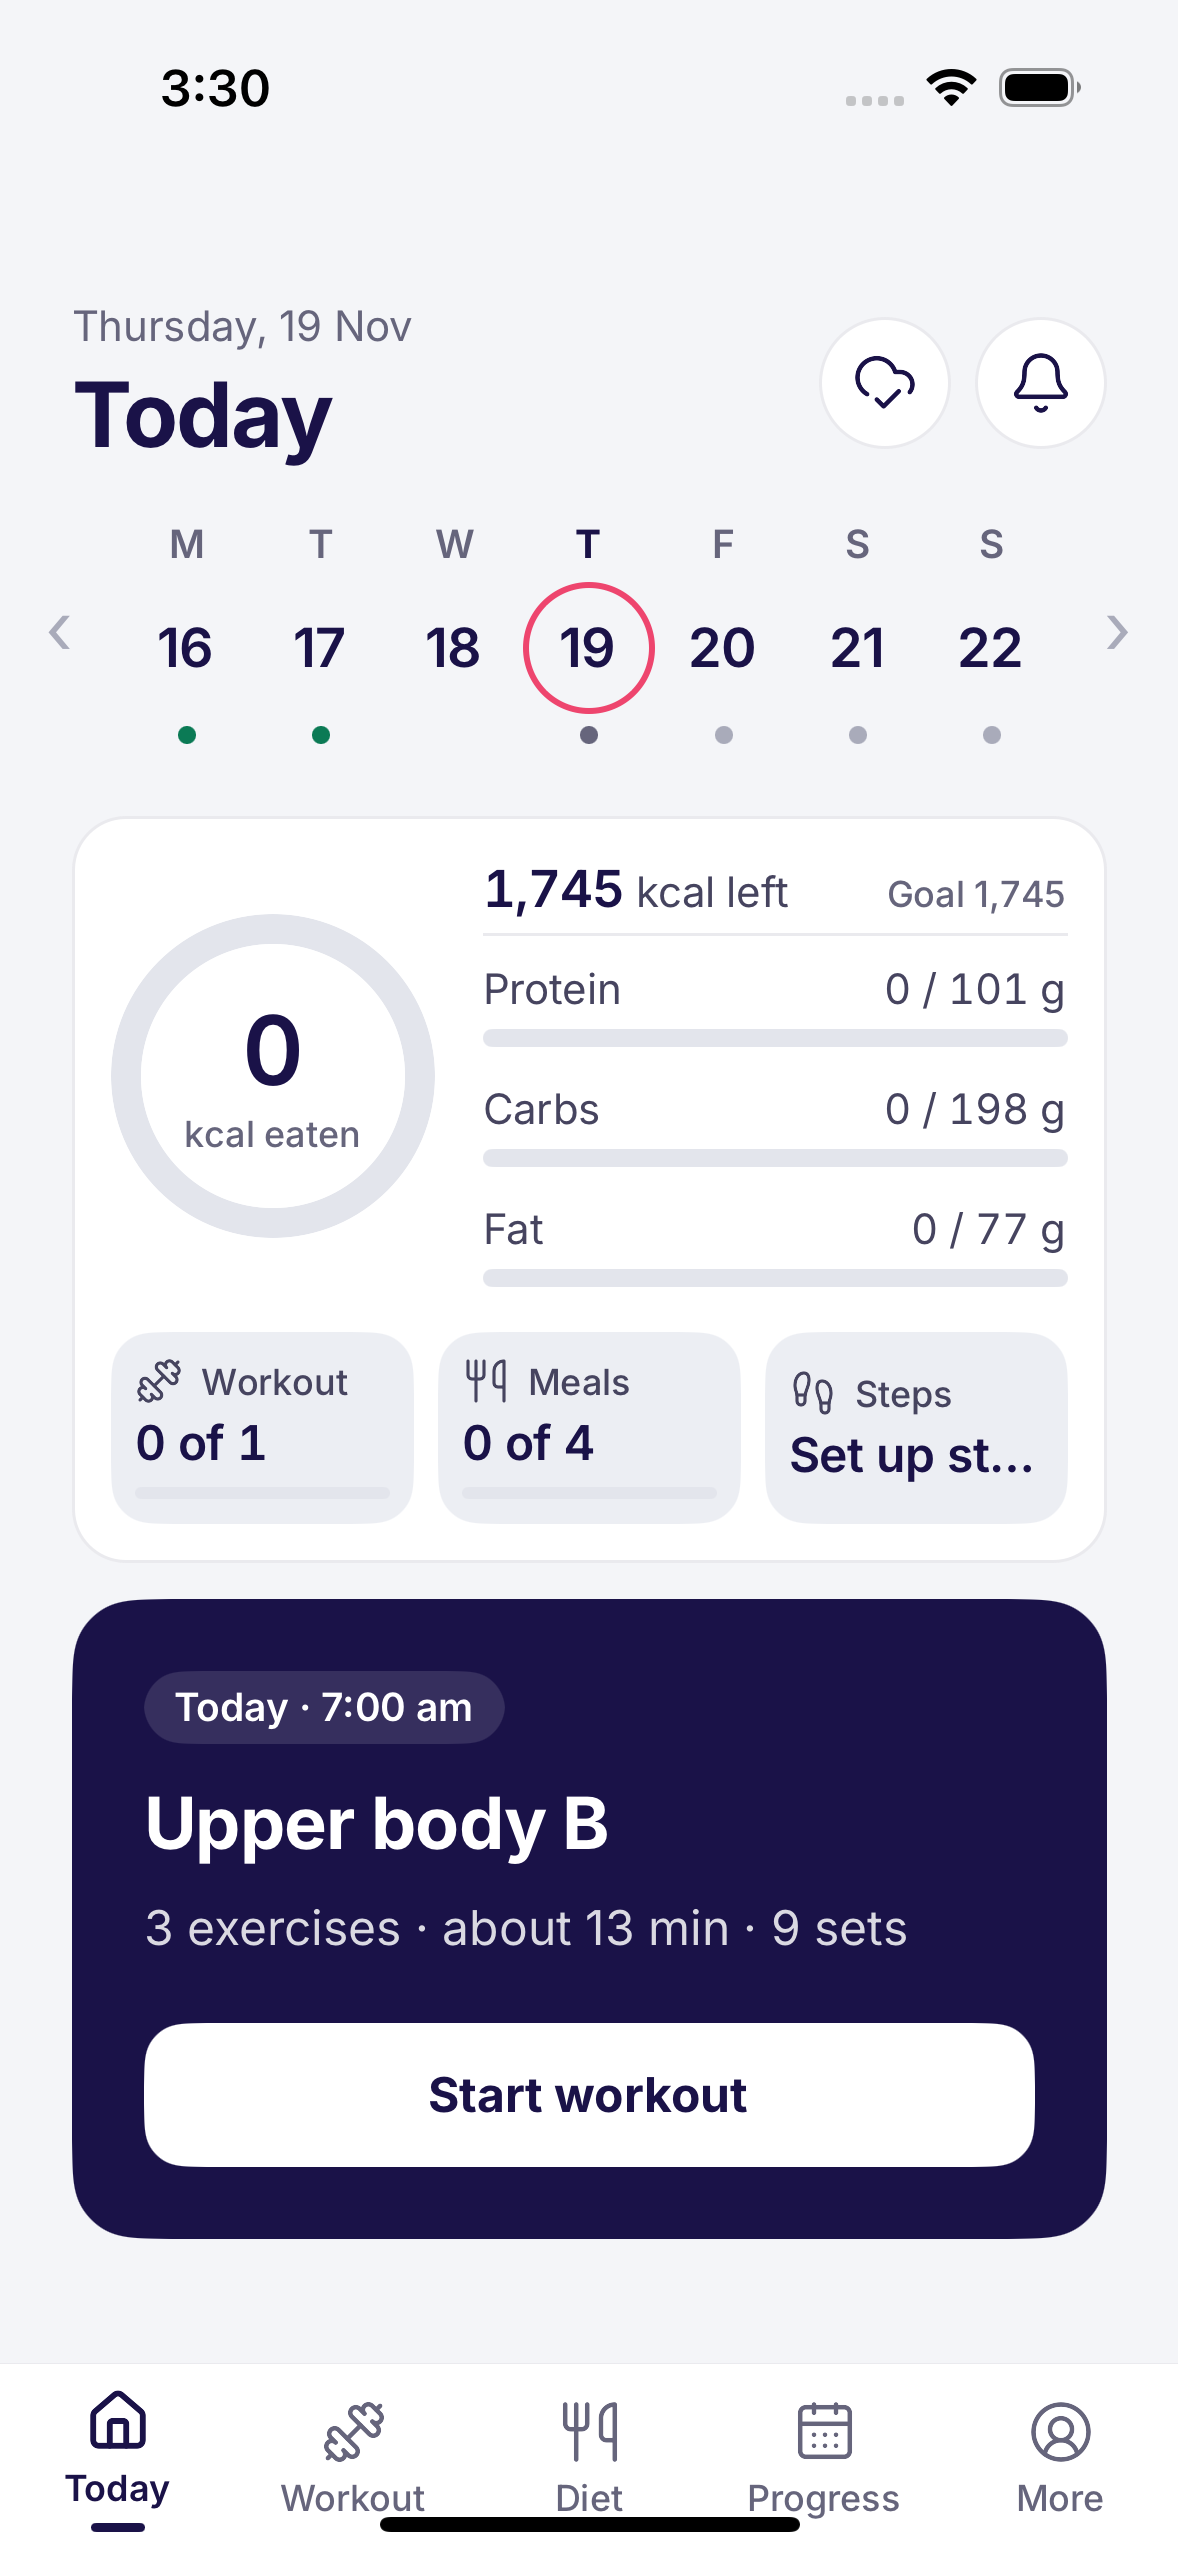 3:30
Thursday, 19 Nov
Today
M T W T F S S
16 17 18 19 20 21 22
1,745 kcal left Goal 1,745
0
kcal eaten
Protein 0 / 101 g
Carbs 0 / 198 g
Fat 0 / 77 g
Workout Meals Steps
0 of 1 0 of 4 Set up st...
Today · 7:00 am
Upper body B
3 exercises · about 13 min · 9 sets
Start workout
Today Workout Diet Progress More